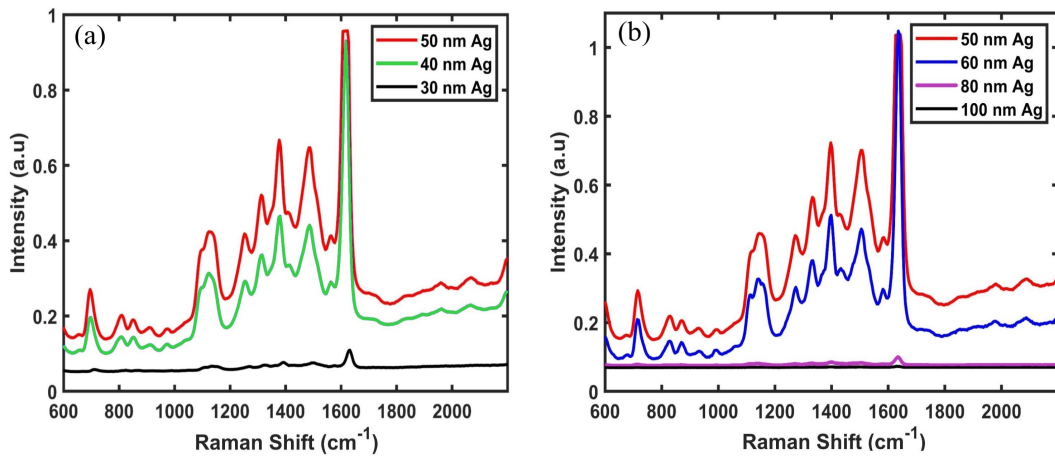 (a)
50 nm Ag
40 nm Ag
30 nm Ag
1
0.8
0.6
0.4
0.2
0
600 800 1000 1200 1400 1600 1800 2000
Intensity (a.u)
Raman Shift (cm⁻¹)
(b)
50 nm Ag
60 nm Ag
80 nm Ag
100 nm Ag
1
0.8
0.6
0.4
0.2
0
600 800 1000 1200 1400 1600 1800 2000
Intensity (a.u)
Raman Shift (cm⁻¹)